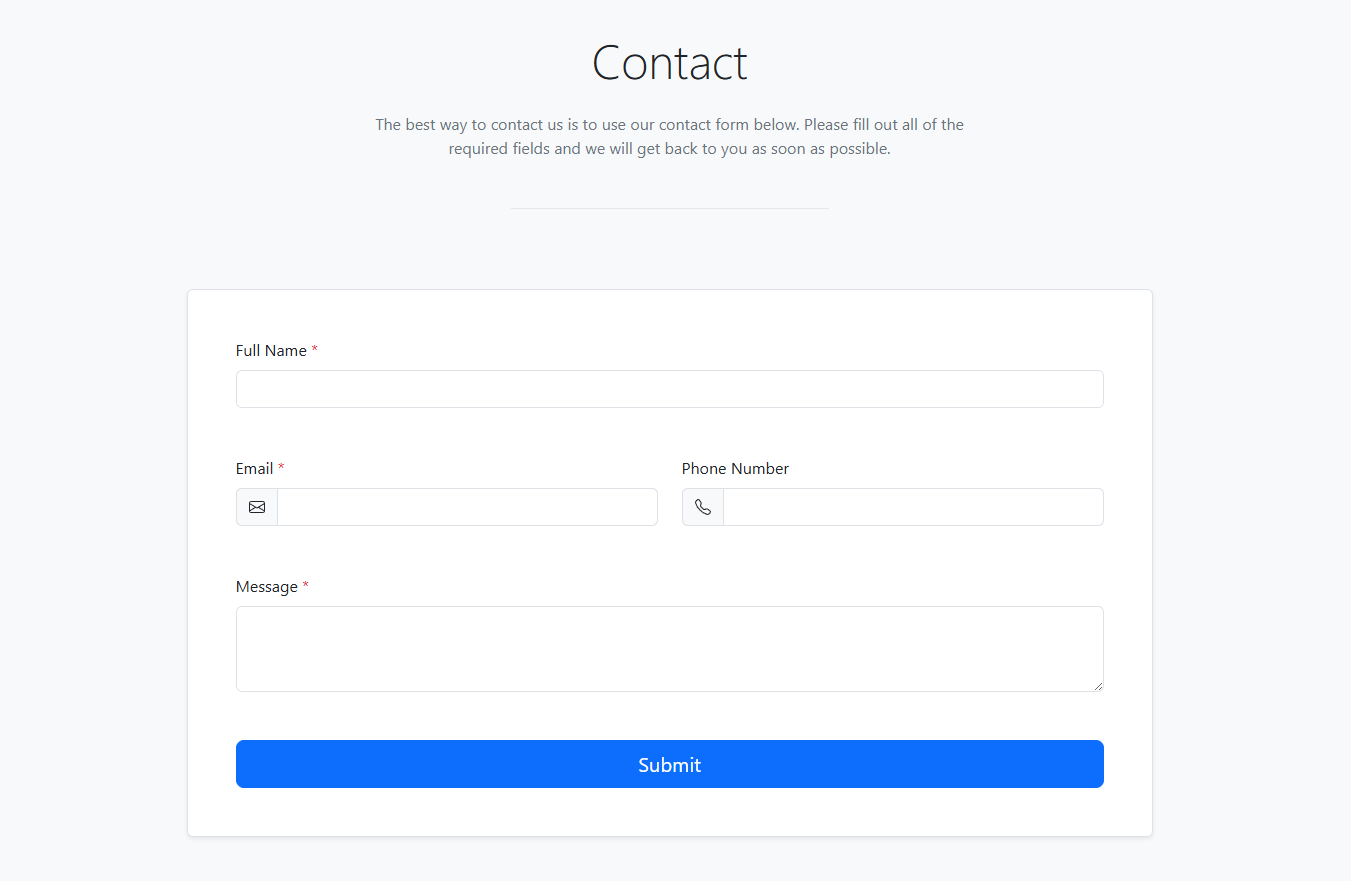 Contact
The best way to contact us is to use our contact form below. Please fill out all of the
required fields and we will get back to you as soon as possible.
Full Name *
Email *
Phone Number
Message *
Submit